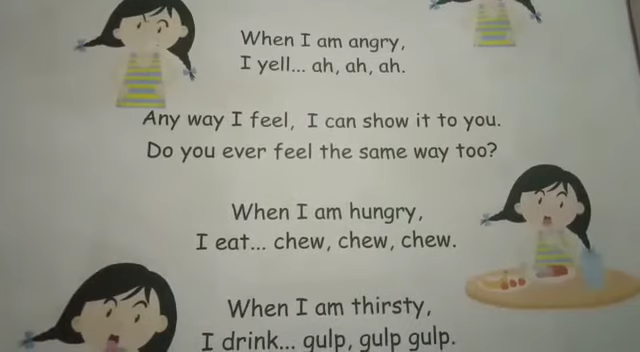 When I am angry,
I yell... ah, ah, ah.
Any way I feel, I can show it to you.
Do you ever feel the same way too?
When I am hungry,
I eat... chew, chew, chew.
When I am thirsty,
I drink... gulp, gulp gulp.